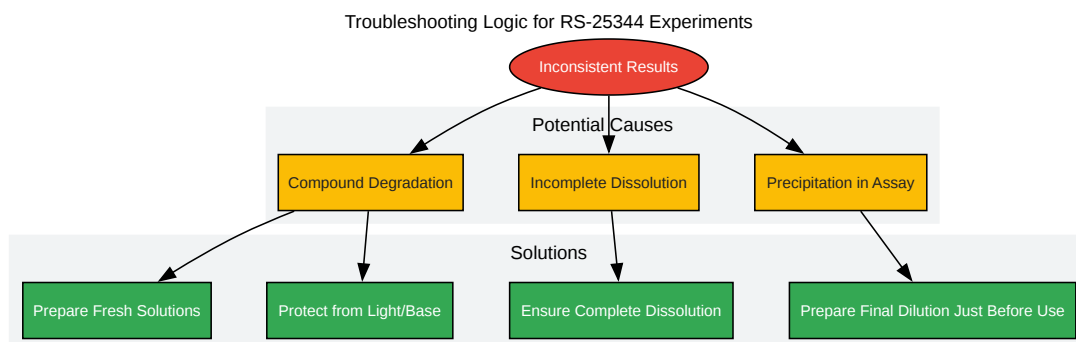 Troubleshooting Logic for RS-25344 Experiments
Inconsistent Results
Potential Causes
Compound Degradation
Incomplete Dissolution
Precipitation in Assay
Solutions
Prepare Fresh Solutions
Protect from Light/Base
Ensure Complete Dissolution
Prepare Final Dilution Just Before Use